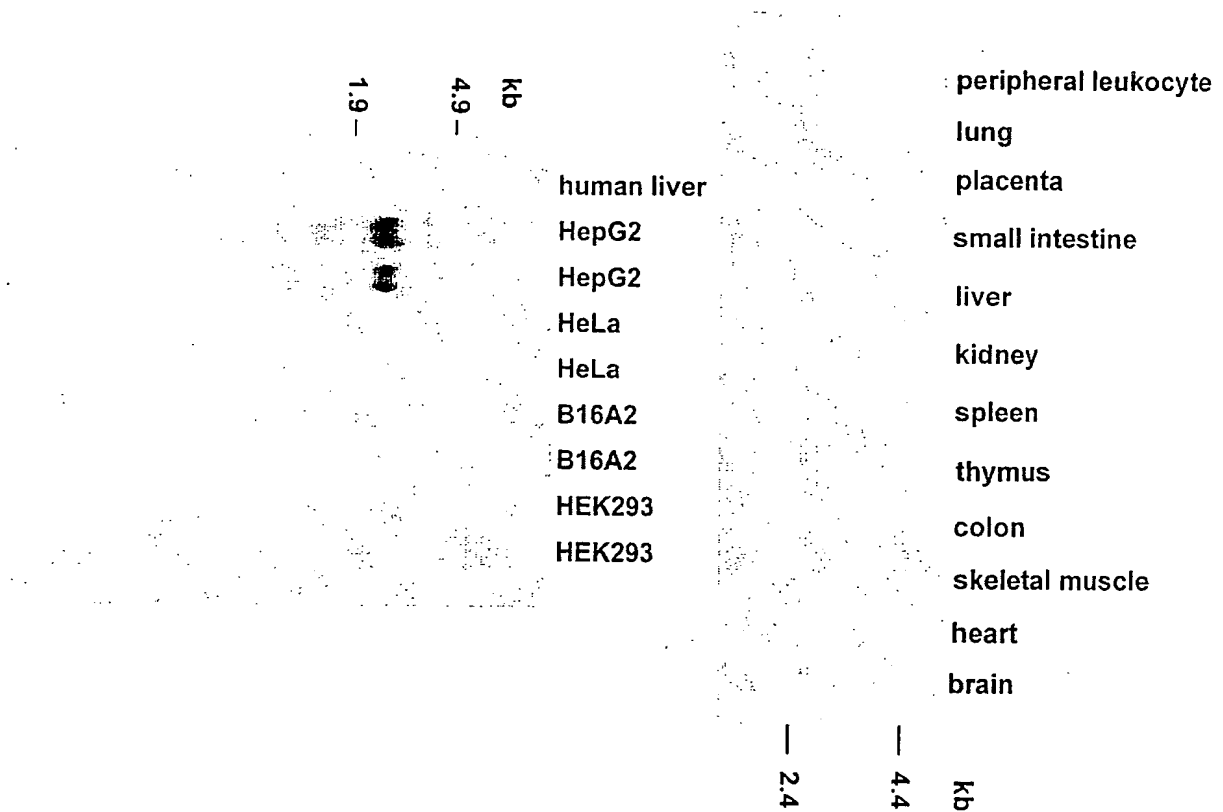 kb
4.9 –
1.9 –
human liver
HepG2
HepG2
HeLa
HeLa
B16A2
B16A2
HEK293
HEK293
peripheral leukocyte
lung
placenta
small intestine
liver
kidney
spleen
thymus
colon
skeletal muscle
heart
brain
kb
— 4.4
— 2.4